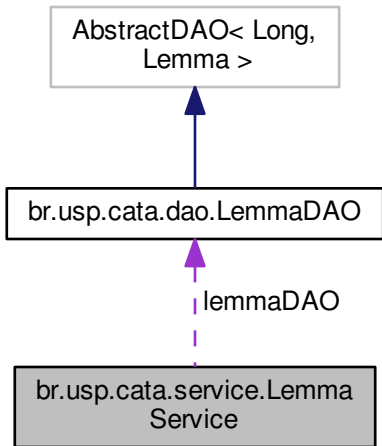 AbstractDAO< Long,
Lemma >
br.usp.cata.dao.LemmaDAO
lemmaDAO
br.usp.cata.service.Lemma
Service